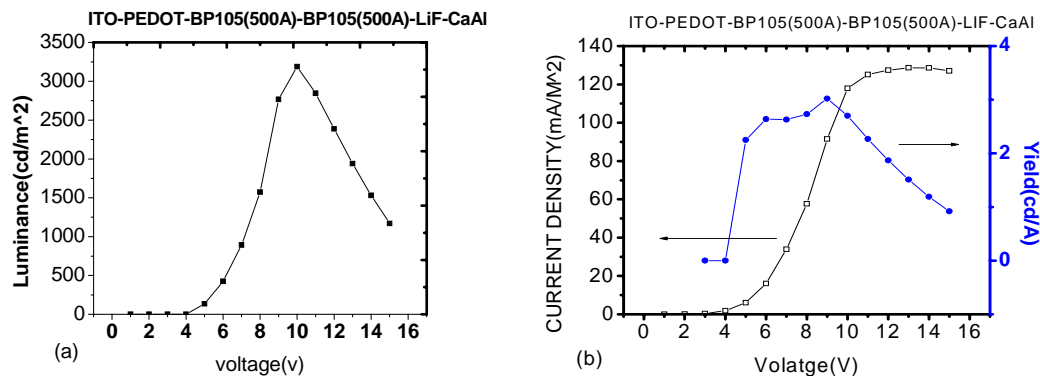 ITO-PEDOT-BP105(500A)-BP105(500A)-LiF-CaAl
3500
3000
2500
2000
1500
1000
500
0
Luminance(cd/m^2)
0 2 4 6 8 10 12 14 16
voltage(v)
(a)
ITO-PEDOT-BP105(500A)-BP105(500A)-LIF-CaAl
140
120
100
80
60
40
20
0
CURRENT DENSITY(mA/M^2)
4
2
0
Yield(cd/A)
0 2 4 6 8 10 12 14 16
Volatge(V)
(b)